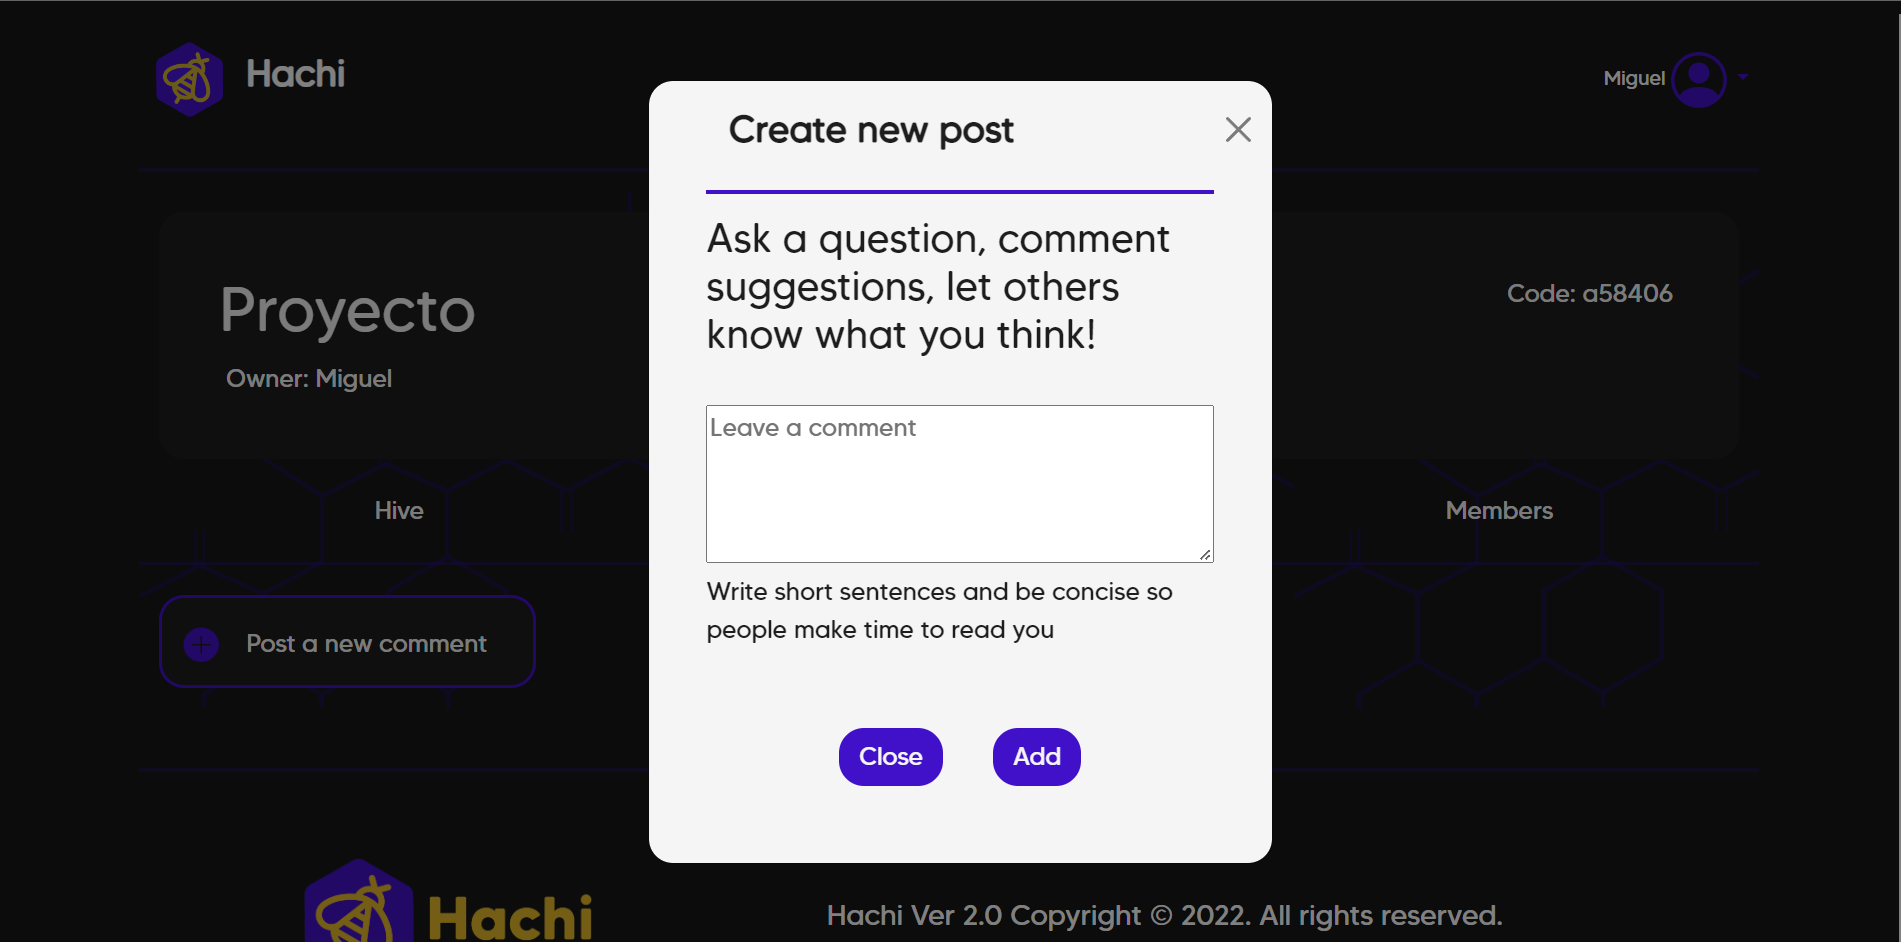 Hachi
Miguel
Create new post
Ask a question, comment
suggestions, let others
know what you think!
Proyecto
Code: a58406
Owner: Miguel
Leave a comment
Hive
Members
Write short sentences and be concise so
people make time to read you
Post a new comment
Close
Add
Hachi
Hachi Ver 2.0 Copyright © 2022. All rights reserved.